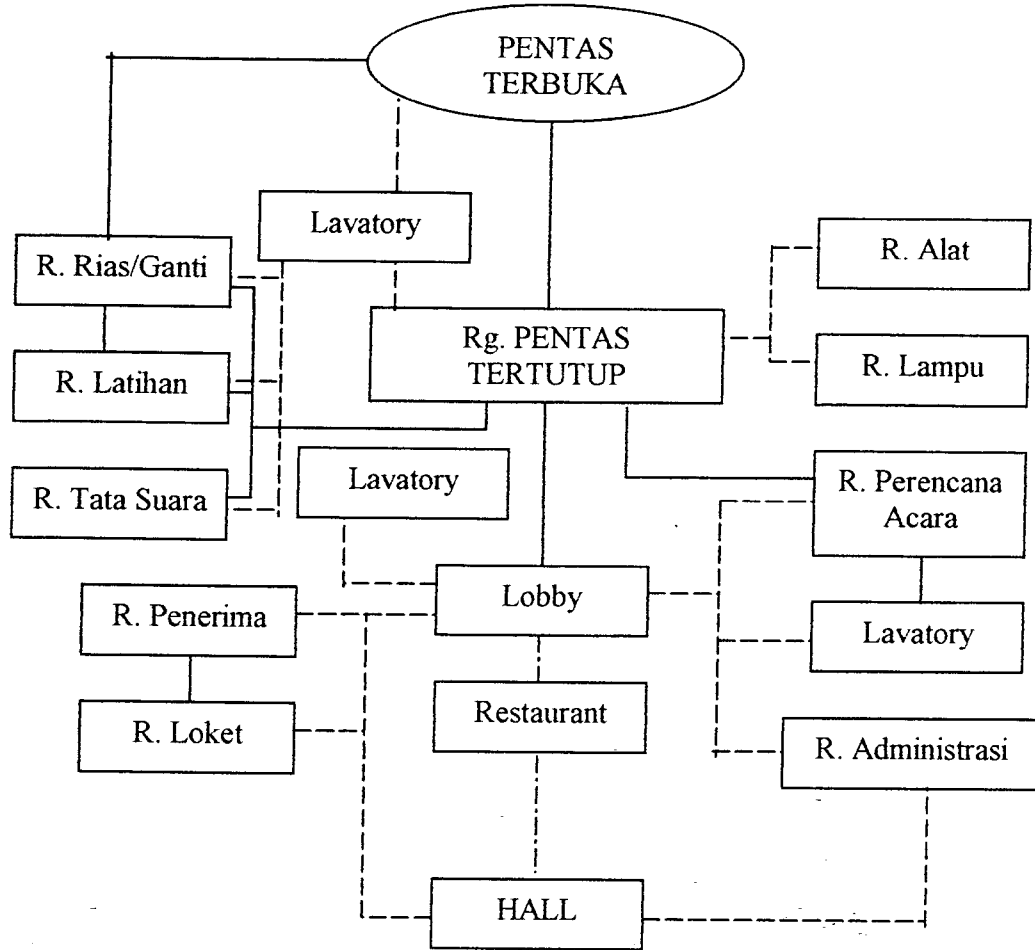 PENTAS
TERBUKA
Lavatory
R. Rias/Ganti
R. Alat
Rg. PENTAS
TERTUTUP
R. Latihan
R. Lampu
Lavatory
R. Tata Suara
R. Perencana
Acara
Lobby
R. Penerima
Lavatory
Restaurant
R. Loket
R. Administrasi
HALL